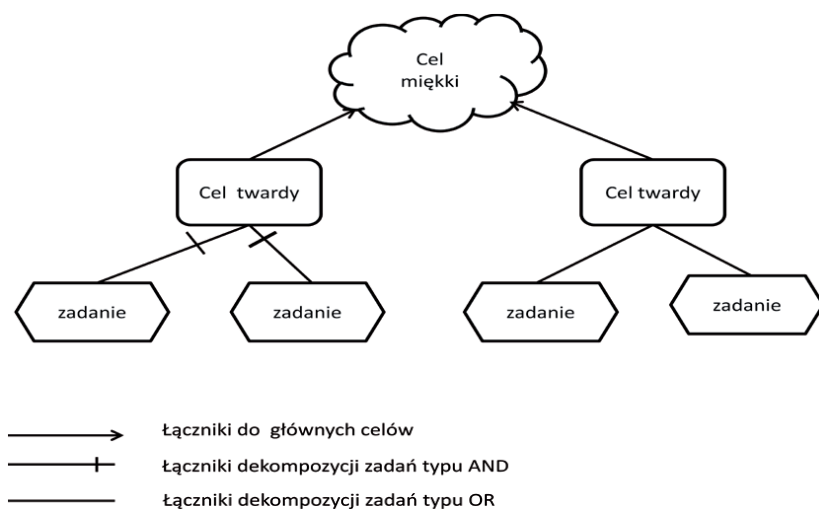 Cel
miękki
Cel twardy
Cel twardy
zadanie
zadanie
zadanie
zadanie
Łączniki do głównych celów
Łączniki dekompozycji zadań typu AND
Łączniki dekompozycji zadań typu OR